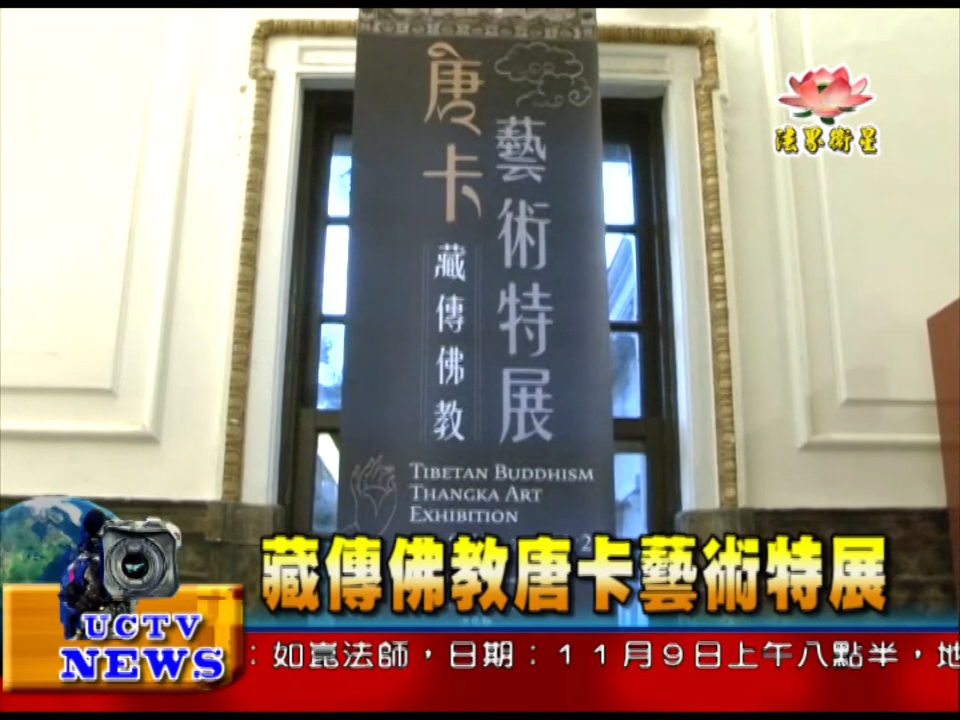 唐卡
藝術特展
藏傳佛教
TIBETAN BUDDHISM
THANGKA ART
EXHIBITION
法界衛星
藏傳佛教唐卡藝術特展
UCTV
NEWS
：如嵩法師，日期：11月9日上午八點半，地